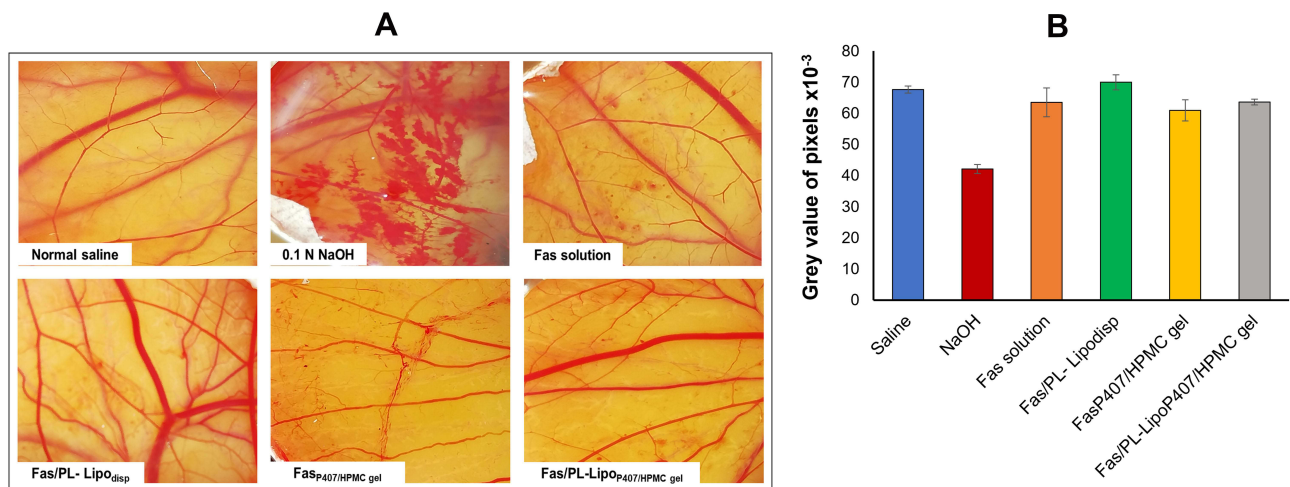 A
Normal saline
0.1 N NaOH
Fas solution
Fas/PL- Lipodisp
FasP407/HPMC gel
Fas/PL-LipoP407/HPMC gel
B
Grey value of pixels x10-3
80
70
60
50
40
30
20
10
0
Saline
NaOH
Fas solution
Fas/PL- Lipodisp
FasP407/HPMC gel
Fas/PL-LipoP407/HPMC gel